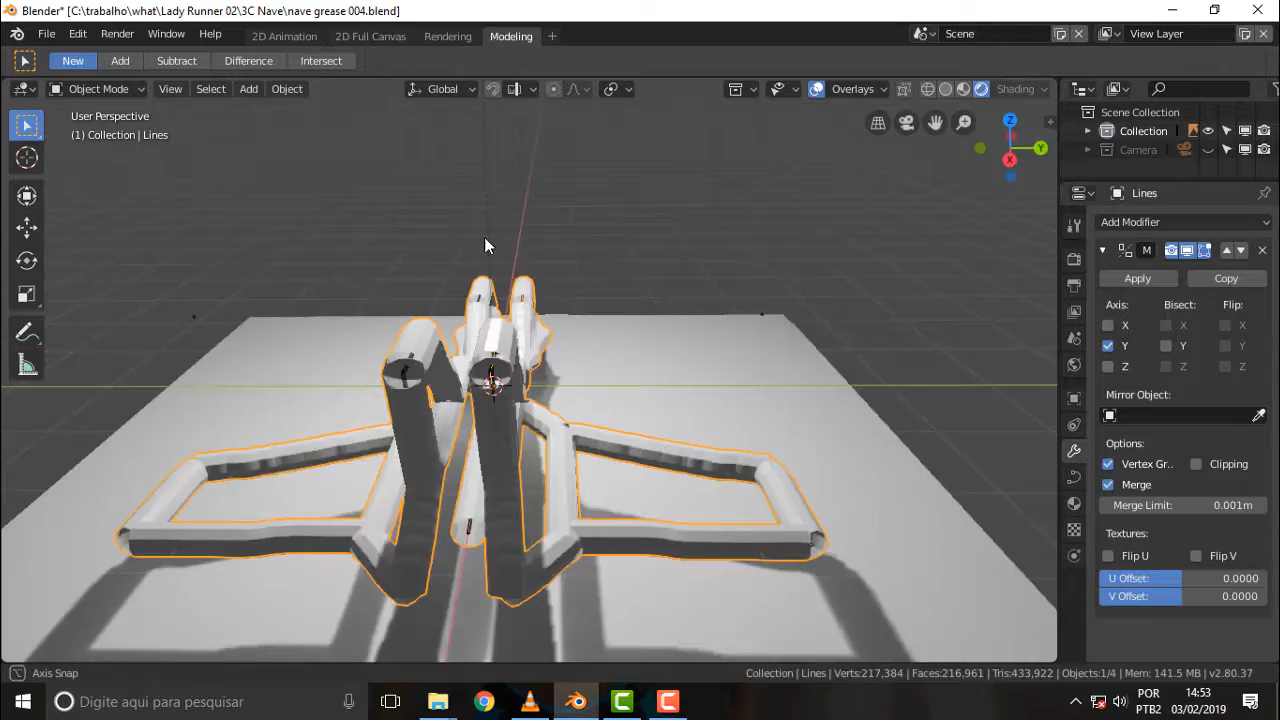 Blender* [C:\trabalho\what\Lady Runner 02\3C Nave\nave grease 004.blend]
File Edit Render Window Help 2D Animation 2D Full Canvas Rendering Modeling + Scene View Layer
New Add Subtract Difference Intersect
Object Mode View Select Add Object Global Overlays Shading
User Perspective
(1) Collection | Lines
Z
Y
X
Scene Collection
Collection
Camera
Lines
Add Modifier
M
Apply Copy
Axis: Bisect: Flip:
X X X
Y Y Y
Z Z Z
Mirror Object:
Options:
Vertex Gr.. Clipping
Merge
Merge Limit: 0.001m
Textures:
Flip U Flip V
U Offset: 0.0000
V Offset: 0.0000
Axis Snap Collection | Lines | Verts:217,384 | Faces:216,961 | Tris:433,922 | Objects:1/4 | Mem: 141.5 MB | v2.80.37
Digite aqui para pesquisar
POR
PTB2
14:53
03/02/2019